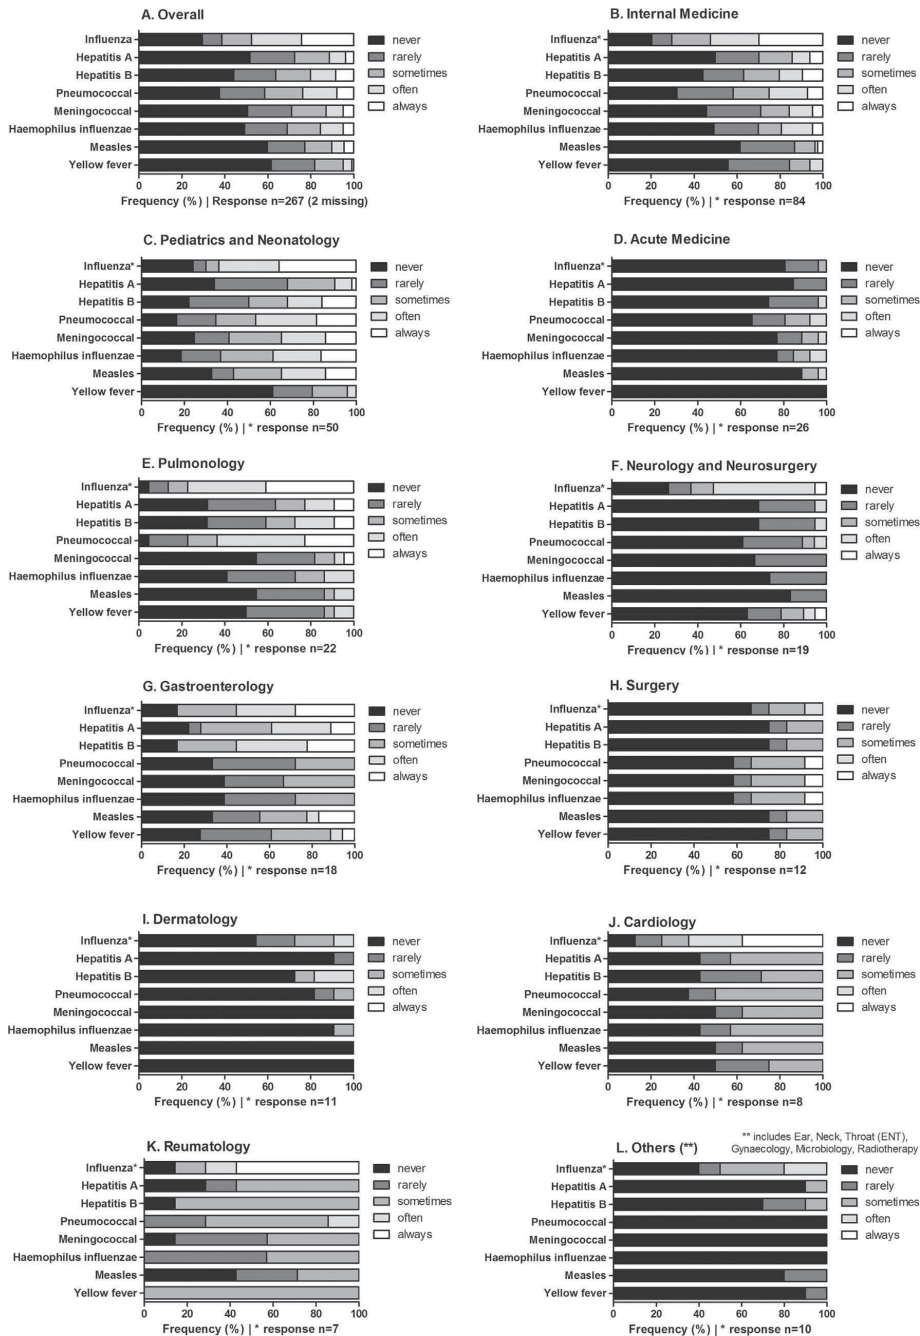 A. Overall
Influenza
Hepatitis A
Hepatitis B
Pneumococcal
Meningococcal
Haemophilus influenzae
Measles
Yellow fever
0 20 40 60 80 100
Frequency (%) | Response n=267 (2 missing)
never
rarely
sometimes
often
always
B. Internal Medicine
Influenza*
Hepatitis A
Hepatitis B
Pneumococcal
Meningococcal
Haemophilus influenzae
Measles
Yellow fever
0 20 40 60 80 100
Frequency (%) | * response n=84
never
rarely
sometimes
often
always
C. Pediatrics and Neonatology
Influenza*
Hepatitis A
Hepatitis B
Pneumococcal
Meningococcal
Haemophilus influenzae
Measles
Yellow fever
0 20 40 60 80 100
Frequency (%) | * response n=50
never
rarely
sometimes
often
always
D. Acute Medicine
Influenza*
Hepatitis A
Hepatitis B
Pneumococcal
Meningococcal
Haemophilus influenzae
Measles
Yellow fever
0 20 40 60 80 100
Frequency (%) | * response n=26
never
rarely
sometimes
often
always
E. Pulmonology
Influenza*
Hepatitis A
Hepatitis B
Pneumococcal
Meningococcal
Haemophilus influenzae
Measles
Yellow fever
0 20 40 60 80 100
Frequency (%) | * response n=22
never
rarely
sometimes
often
always
F. Neurology and Neurosurgery
Influenza*
Hepatitis A
Hepatitis B
Pneumococcal
Meningococcal
Haemophilus influenzae
Measles
Yellow fever
0 20 40 60 80 100
Frequency (%) | * response n=19
never
rarely
sometimes
often
always
G. Gastroenterology
Influenza*
Hepatitis A
Hepatitis B
Pneumococcal
Meningococcal
Haemophilus influenzae
Measles
Yellow fever
0 20 40 60 80 100
Frequency (%) | * response n=18
never
rarely
sometimes
often
always
H. Surgery
Influenza*
Hepatitis A
Hepatitis B
Pneumococcal
Meningococcal
Haemophilus influenzae
Measles
Yellow fever
0 20 40 60 80 100
Frequency (%) | * response n=12
never
rarely
sometimes
often
always
I. Dermatology
Influenza*
Hepatitis A
Hepatitis B
Pneumococcal
Meningococcal
Haemophilus influenzae
Measles
Yellow fever
0 20 40 60 80 100
Frequency (%) | * response n=11
never
rarely
sometimes
often
always
J. Cardiology
Influenza*
Hepatitis A
Hepatitis B
Pneumococcal
Meningococcal
Haemophilus influenzae
Measles
Yellow fever
0 20 40 60 80 100
Frequency (%) | * response n=8
never
rarely
sometimes
often
always
K. Reumatology
Influenza*
Hepatitis A
Hepatitis B
Pneumococcal
Meningococcal
Haemophilus influenzae
Measles
Yellow fever
0 20 40 60 80 100
Frequency (%) | * response n=7
never
rarely
sometimes
often
always
L. Others (**)
** includes Ear, Neck, Throat (ENT),
Gynaecology, Microbiology, Radiotherapy
Influenza*
Hepatitis A
Hepatitis B
Pneumococcal
Meningococcal
Haemophilus influenzae
Measles
Yellow fever
0 20 40 60 80 100
Frequency (%) | * response n=10
never
rarely
sometimes
often
always